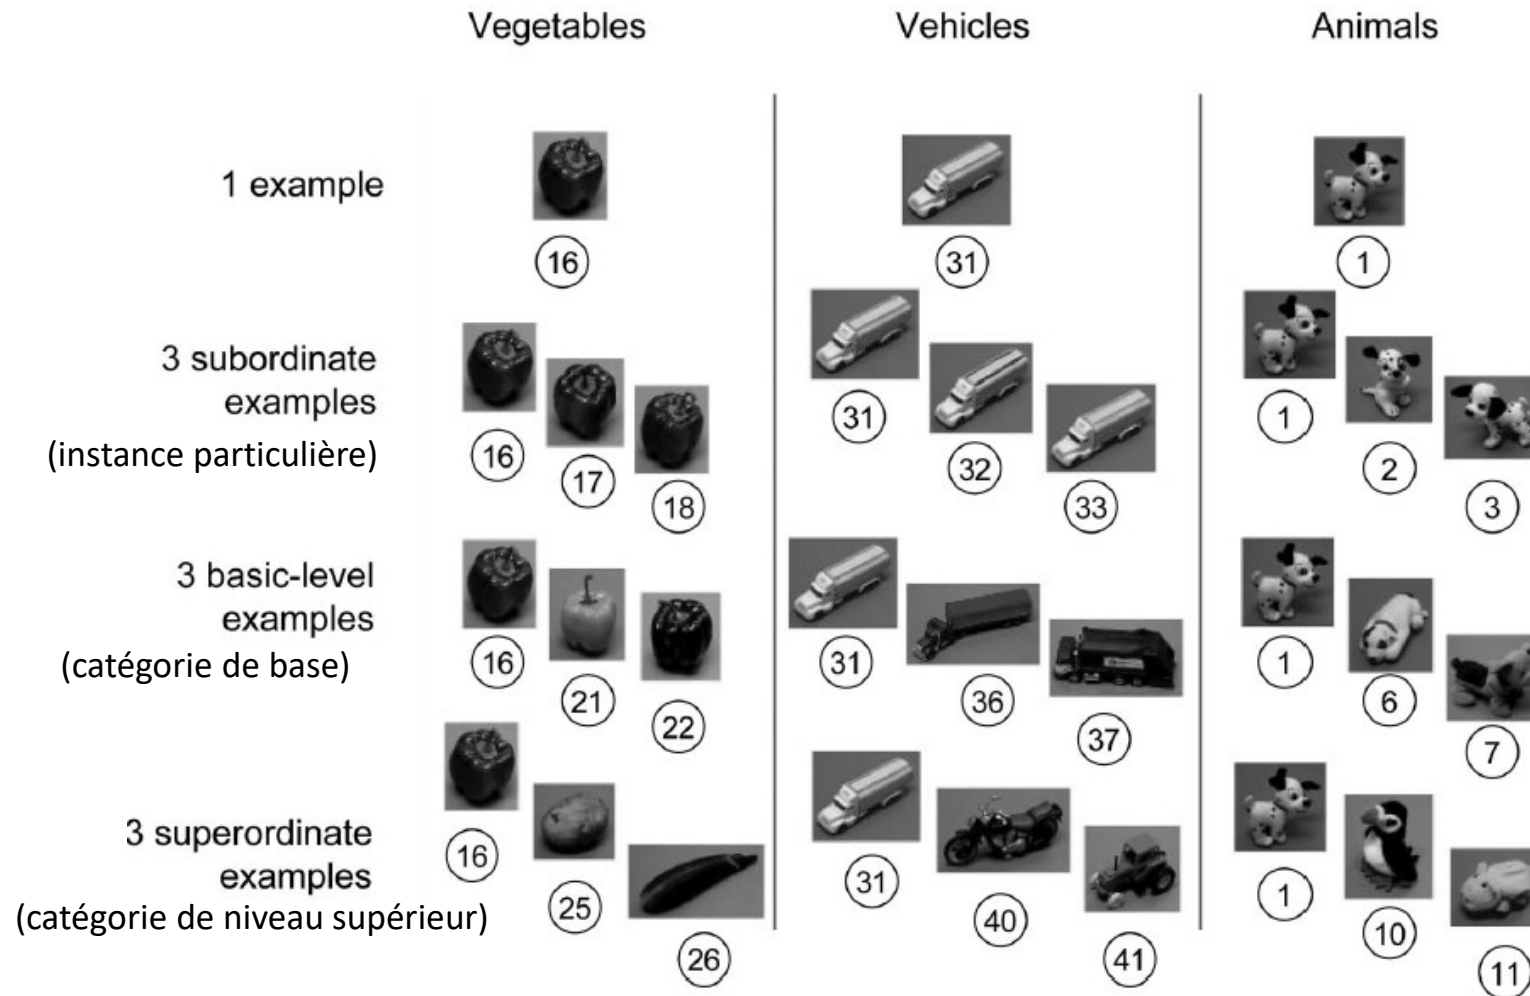 Vegetables
Vehicles
Animals
1 example
16
31
1
3 subordinate
examples
(instance particulière)
16
17
18
31
32
33
1
2
3
3 basic-level
examples
(catégorie de base)
16
21
22
31
36
37
1
6
7
3 superordinate
examples
(catégorie de niveau supérieur)
16
25
26
31
40
41
1
10
11